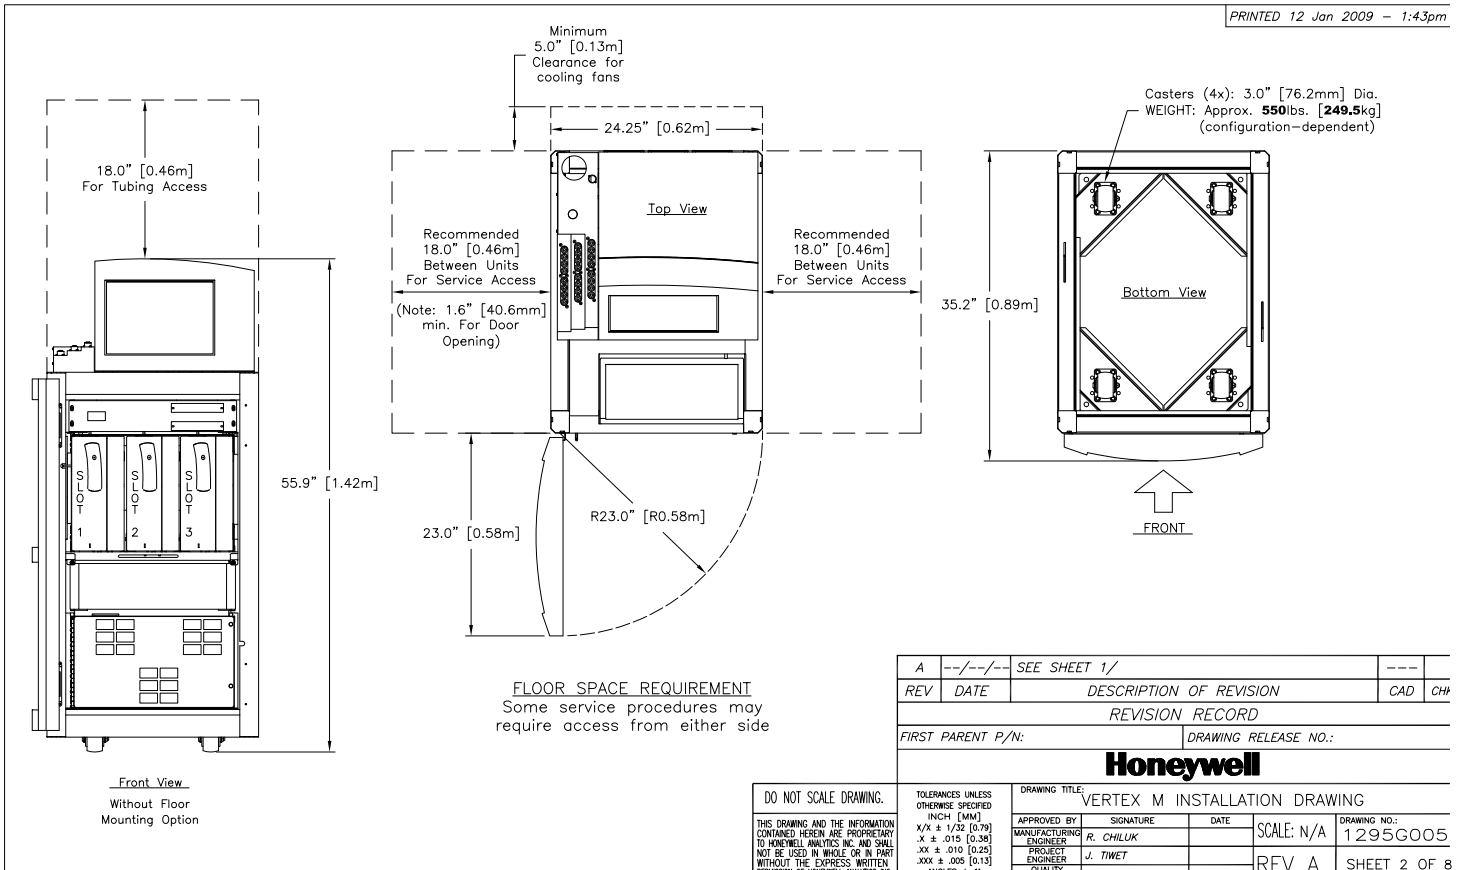 PRINTED 12 Jan 2009 - 1:43pm
Minimum
5.0" [0.13m]
Clearance for
cooling fans
24.25" [0.62m]
18.0" [0.46m]
For Tubing Access
Top View
Recommended
18.0" [0.46m]
Between Units
For Service Access
(Note: 1.6" [40.6mm]
min. For Door
Opening)
Recommended
18.0" [0.46m]
Between Units
For Service Access
Casters (4x): 3.0" [76.2mm] Dia.
WEIGHT: Approx. 550lbs. [249.5kg]
(configuration-dependent)
35.2" [0.89m]
Bottom View
FRONT
55.9" [1.42m]
SLOT 1
SLOT 2
SLOT 3
23.0" [0.58m]
R23.0" [R0.58m]
FLOOR SPACE REQUIREMENT
Some service procedures may
require access from either side
Front View
Without Floor
Mounting Option
A --/--/-- SEE SHEET 1/ ---
REV DATE DESCRIPTION OF REVISION CAD CHK
REVISION RECORD
FIRST PARENT P/N: DRAWING RELEASE NO.:
Honeywell
DO NOT SCALE DRAWING.
THIS DRAWING AND THE INFORMATION
CONTAINED HEREIN ARE PROPRIETARY
TO HONEYWELL ANALYTICS INC. AND SHALL
NOT BE USED IN WHOLE OR IN PART
WITHOUT THE EXPRESS WRITTEN
TOLERANCES UNLESS
OTHERWISE SPECIFIED
INCH [MM]
X/X ± 1/32 [0.79]
.X ± .015 [0.38]
.XX ± .010 [0.25]
.XXX ± .005 [0.13]
DRAWING TITLE:
VERTEX M INSTALLATION DRAWING
APPROVED BY SIGNATURE DATE
MANUFACTURING
ENGINEER R. CHILUK
PROJECT
ENGINEER J. TIWET
QUALITY
SCALE: N/A
DRAWING NO.:
1295G005
REV A
SHEET 2 OF 8